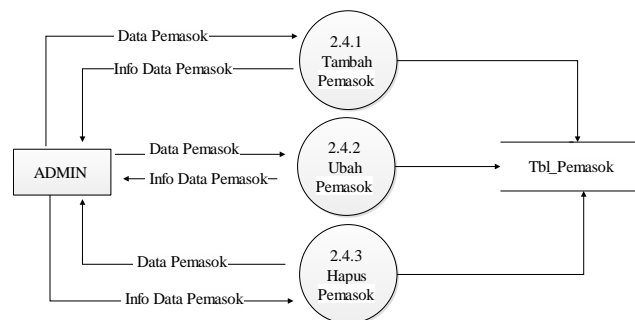 Data Pemasok
2.4.1
Tambah
Pemasok
Info Data Pemasok
ADMIN
Data Pemasok
Info Data Pemasok
2.4.2
Ubah
Pemasok
Tbl_Pemasok
Data Pemasok
2.4.3
Hapus
Pemasok
Info Data Pemasok